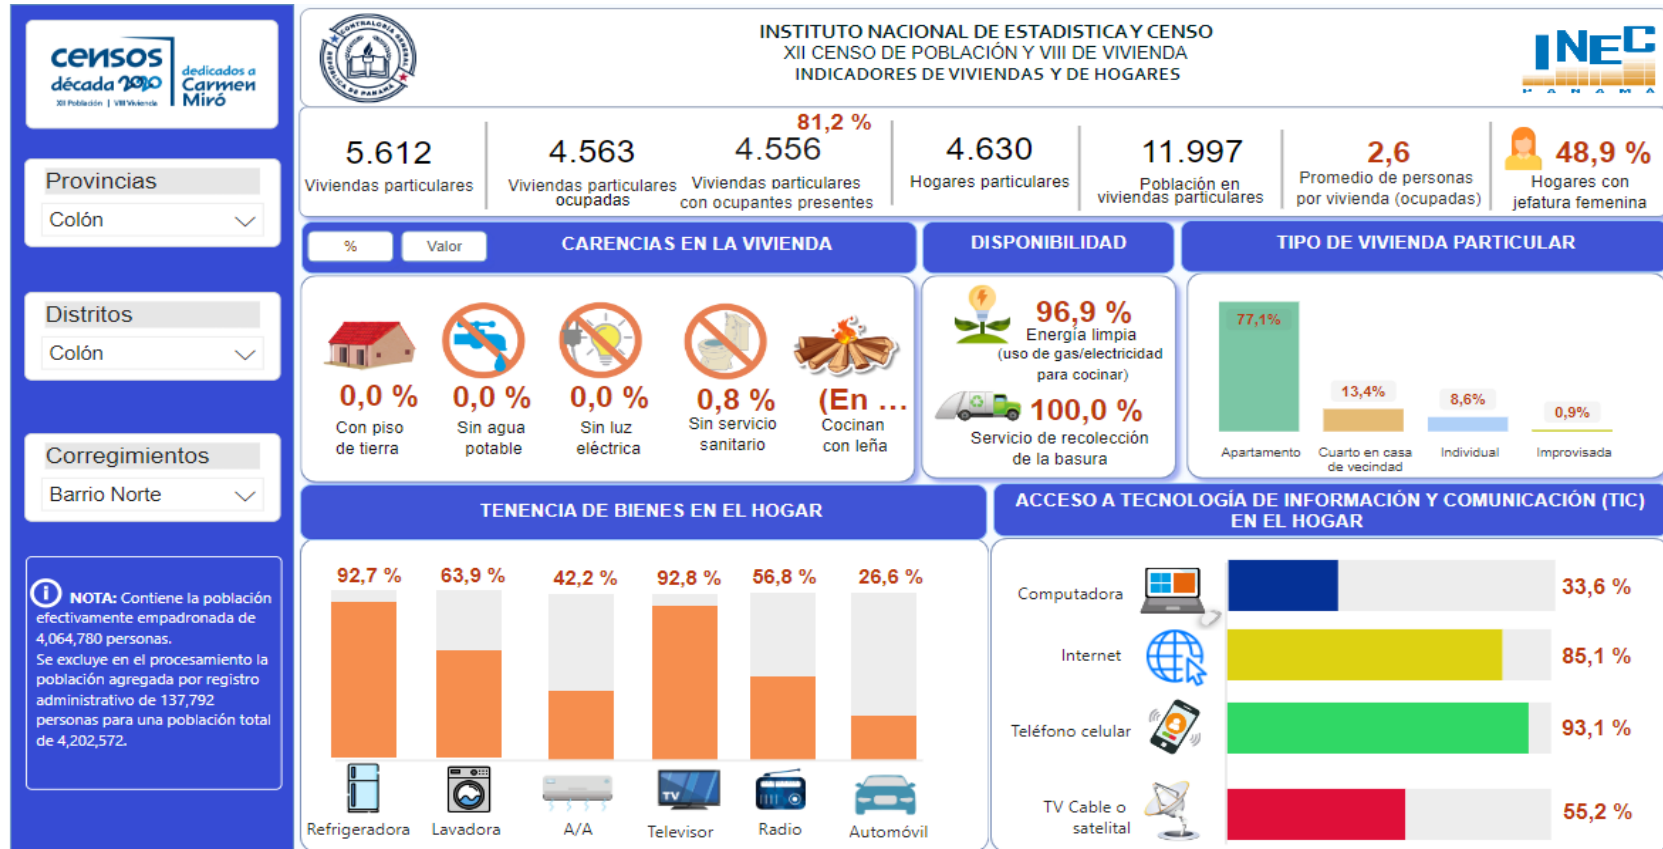 censos
década 2020
XII Población | VIII Vivienda
dedicados a
Carmen
Miró
Provincias
Colón
Distritos
Colón
Corregimientos
Barrio Norte
NOTA: Contiene la población
efectivamente empadronada de
4,064,780 personas.
Se excluye en el procesamiento la
población agregada por registro
administrativo de 137,792
personas para una población total
de 4,202,572.
CONTRALORÍA GENERAL
REPÚBLICA DE PANAMÁ
INSTITUTO NACIONAL DE ESTADISTICA Y CENSO
XII CENSO DE POBLACIÓN Y VIII DE VIVIENDA
INDICADORES DE VIVIENDAS Y DE HOGARES
INEC
PANAMÁ
5.612
Viviendas particulares
4.563
Viviendas particulares
ocupadas
81,2 %
4.556
Viviendas particulares
con ocupantes presentes
4.630
Hogares particulares
11.997
Población en
viviendas particulares
2,6
Promedio de personas
por vivienda (ocupadas)
48,9 %
Hogares con
jefatura femenina
%
Valor
CARENCIAS EN LA VIVIENDA
0,0 %
Con piso
de tierra
0,0 %
Sin agua
potable
0,0 %
Sin luz
eléctrica
0,8 %
Sin servicio
sanitario
(En ...
Cocinan
con leña
DISPONIBILIDAD
96,9 %
Energía limpia
(uso de gas/electricidad
para cocinar)
100,0 %
Servicio de recolección
de la basura
TIPO DE VIVIENDA PARTICULAR
77,1%
13,4%
8,6%
0,9%
Apartamento
Cuarto en casa
de vecindad
Individual
Improvisada
TENENCIA DE BIENES EN EL HOGAR
92,7 %
63,9 %
42,2 %
92,8 %
56,8 %
26,6 %
TV
Refrigeradora
Lavadora
A/A
Televisor
Radio
Automóvil
ACCESO A TECNOLOGÍA DE INFORMACIÓN Y COMUNICACIÓN (TIC)
EN EL HOGAR
Computadora
33,6 %
Internet
85,1 %
Teléfono celular
93,1 %
TV Cable o
satelital
55,2 %